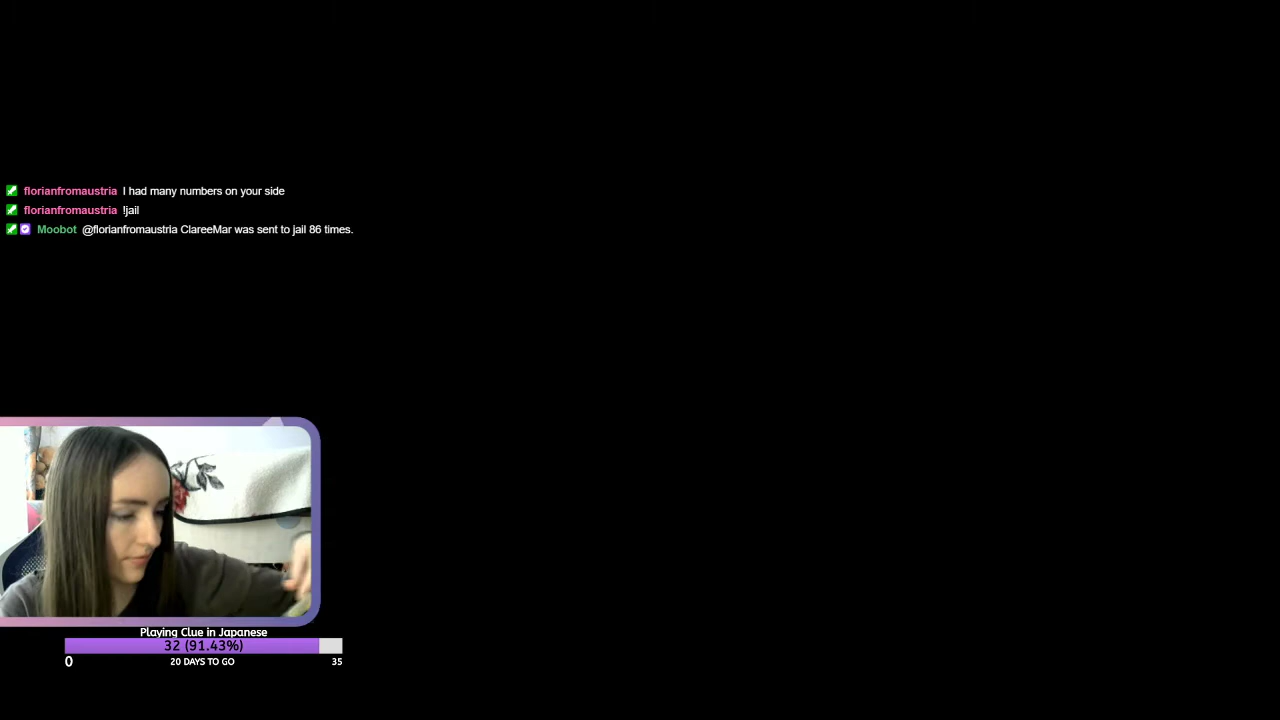 florianfromaustria I had many numbers on your side
florianfromaustria !jail
Moobot @florianfromaustria ClareeMar was sent to jail 86 times.
Playing Clue in Japanese
32 (91.43%)
0 20 DAYS TO GO 35